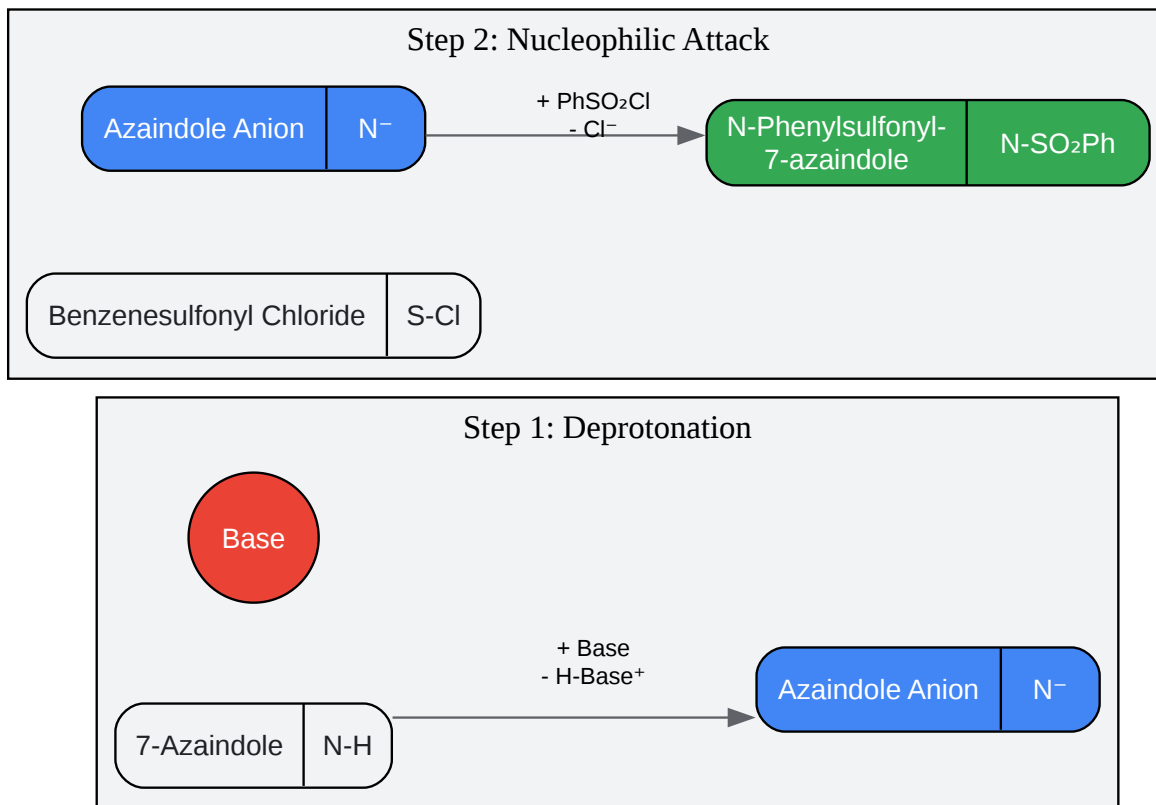 Step 2: Nucleophilic Attack
+ PhSO₂Cl
- Cl⁻
Azaindole Anion
N⁻
N-Phenylsulfonyl-
7-azaindole
N-SO₂Ph
Benzenesulfonyl Chloride
S-Cl
Step 1: Deprotonation
Base
+ Base
- H-Base⁺
Azaindole Anion
N⁻
7-Azaindole
N-H